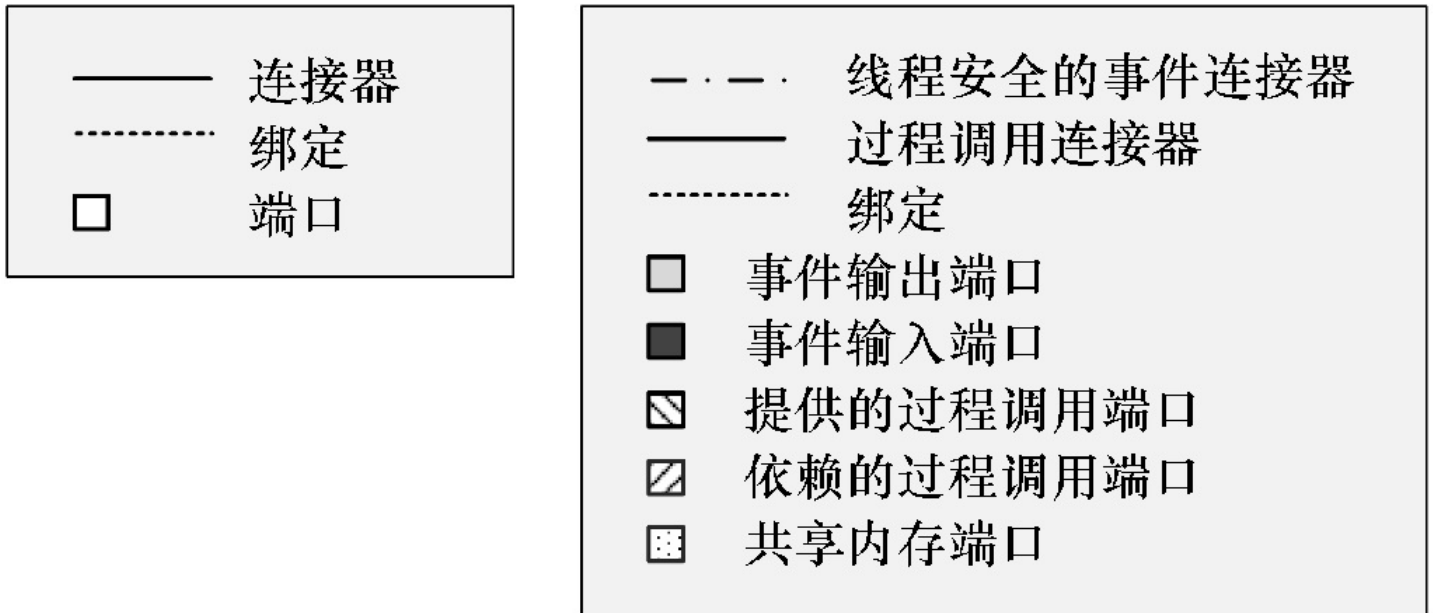 连接器
绑定
端口
线程安全的事件连接器
过程调用连接器
绑定
事件输出端口
事件输入端口
提供的过程调用端口
依赖的过程调用端口
共享内存端口